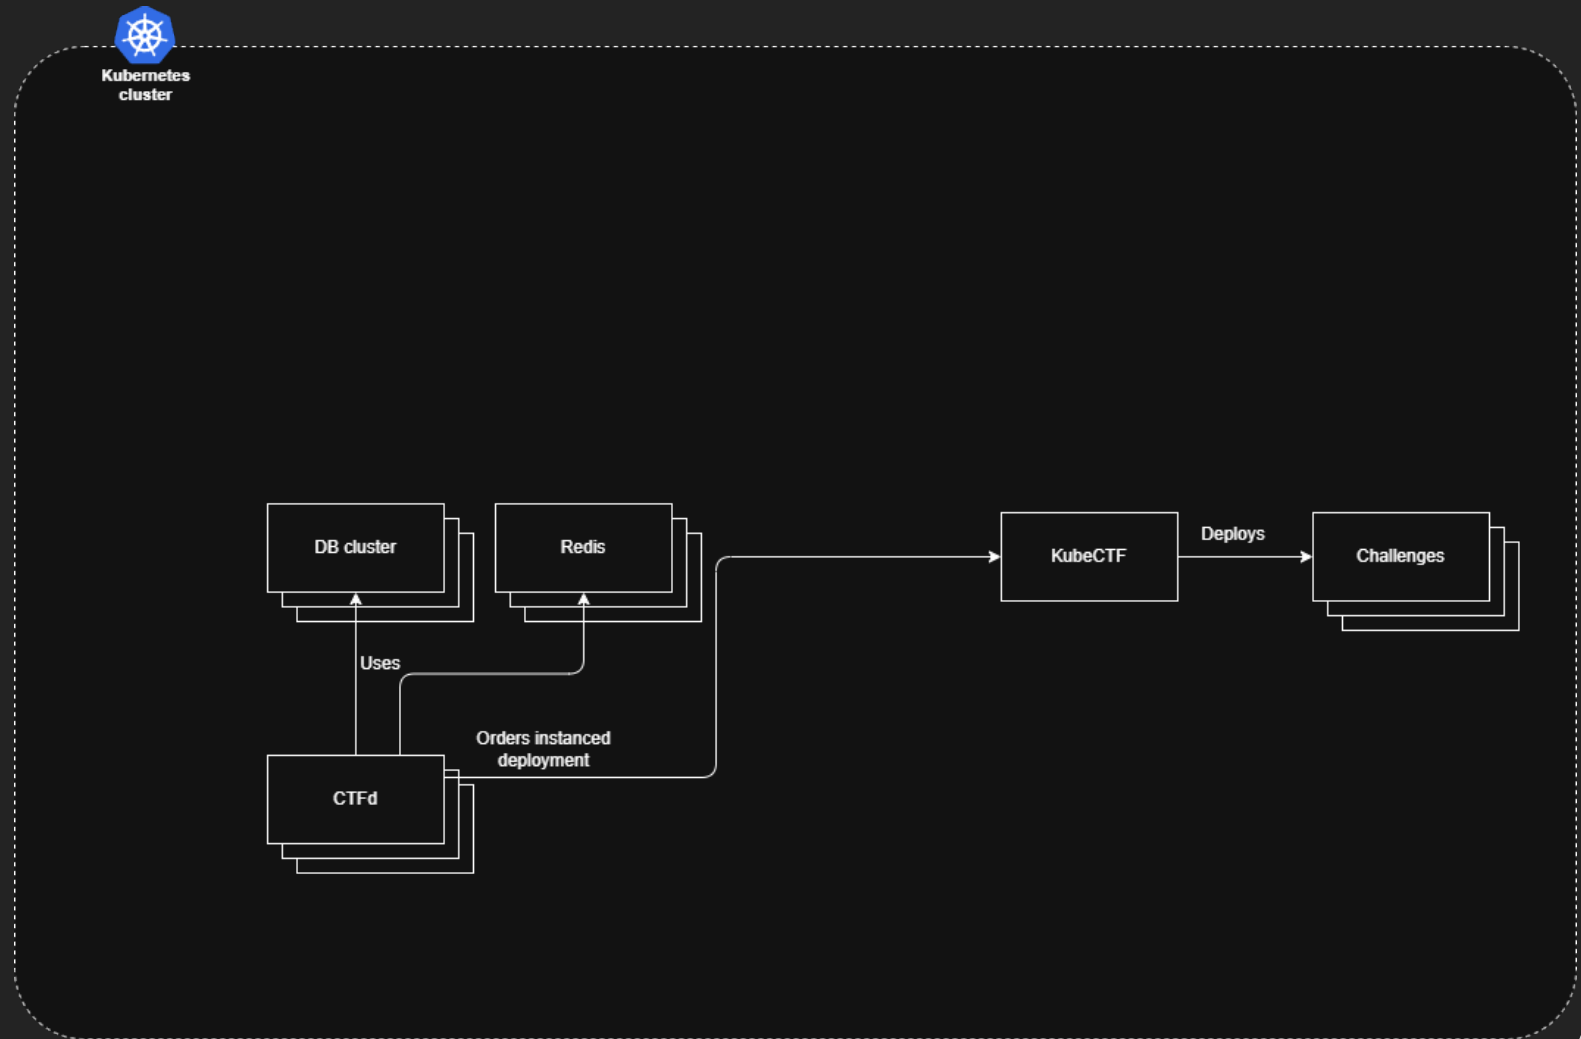 Kubernetes
cluster
DB cluster
Redis
KubeCTF
Deploys
Challenges
Uses
Orders instanced
deployment
CTFd